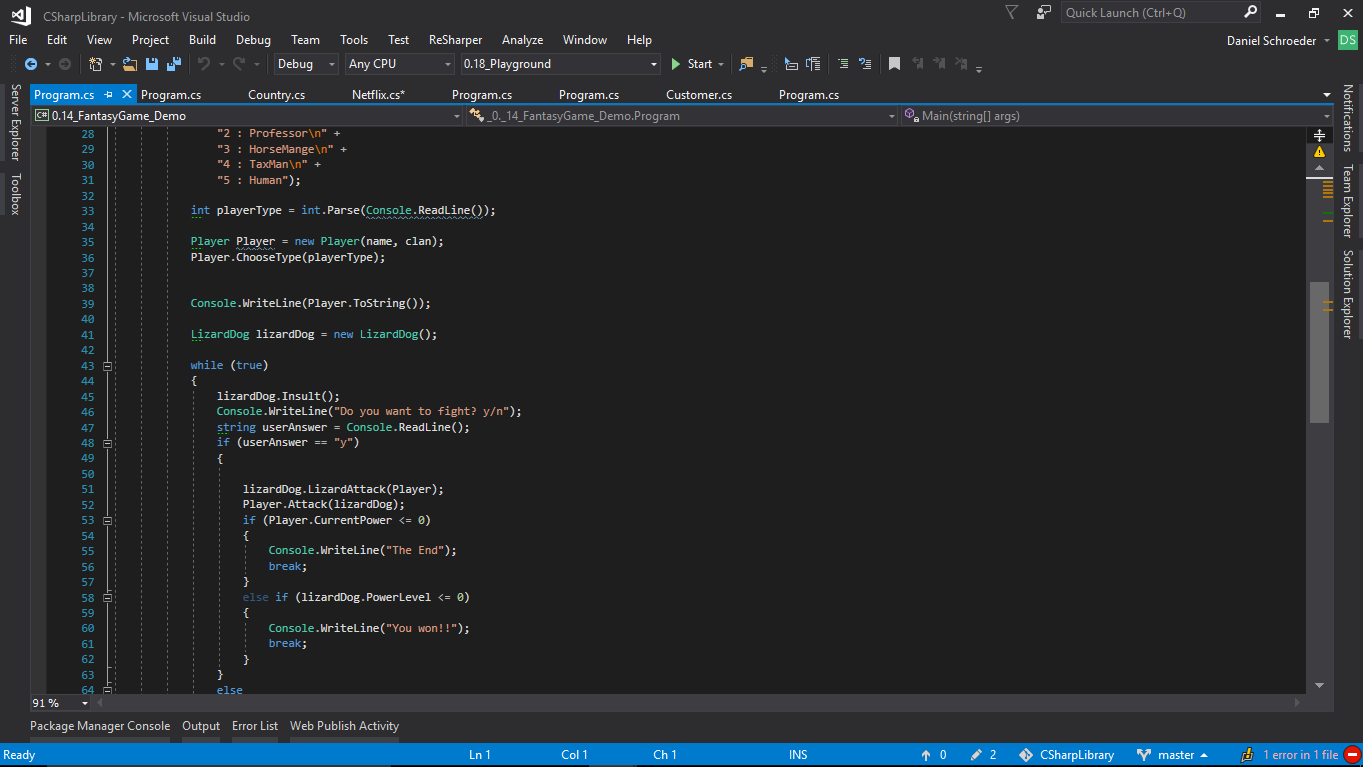 CSharpLibrary - Microsoft Visual Studio
Quick Launch (Ctrl+Q)
File Edit View Project Build Debug Team Tools Test ReSharper Analyze Window Help
Daniel Schroeder DS
Debug Any CPU 0.18_Playground Start
Program.cs Program.cs Country.cs Netflix.cs* Program.cs Program.cs Customer.cs Program.cs
C# 0.14_FantasyGame_Demo _0._14_FantasyGame_Demo.Program Main(string[] args)
Server Explorer
Toolbox
Notifications
Team Explorer
Solution Explorer
28 "2 : Professor\n" +
29 "3 : HorseMange\n" +
30 "4 : TaxMan\n" +
31 "5 : Human");
32
33 int playerType = int.Parse(Console.ReadLine());
34
35 Player Player = new Player(name, clan);
36 Player.ChooseType(playerType);
37
38
39 Console.WriteLine(Player.ToString());
40
41 LizardDog lizardDog = new LizardDog();
42
43 while (true)
44 {
45 lizardDog.Insult();
46 Console.WriteLine("Do you want to fight? y/n");
47 string userAnswer = Console.ReadLine();
48 if (userAnswer == "y")
49 {
50
51 lizardDog.LizardAttack(Player);
52 Player.Attack(lizardDog);
53 if (Player.CurrentPower <= 0)
54 {
55 Console.WriteLine("The End");
56 break;
57 }
58 else if (lizardDog.PowerLevel <= 0)
59 {
60 Console.WriteLine("You won!!");
61 break;
62 }
63 }
64 else
91 %
Package Manager Console Output Error List Web Publish Activity
Ready Ln 1 Col 1 Ch 1 INS 0 2 CSharpLibrary master 1 error in 1 file